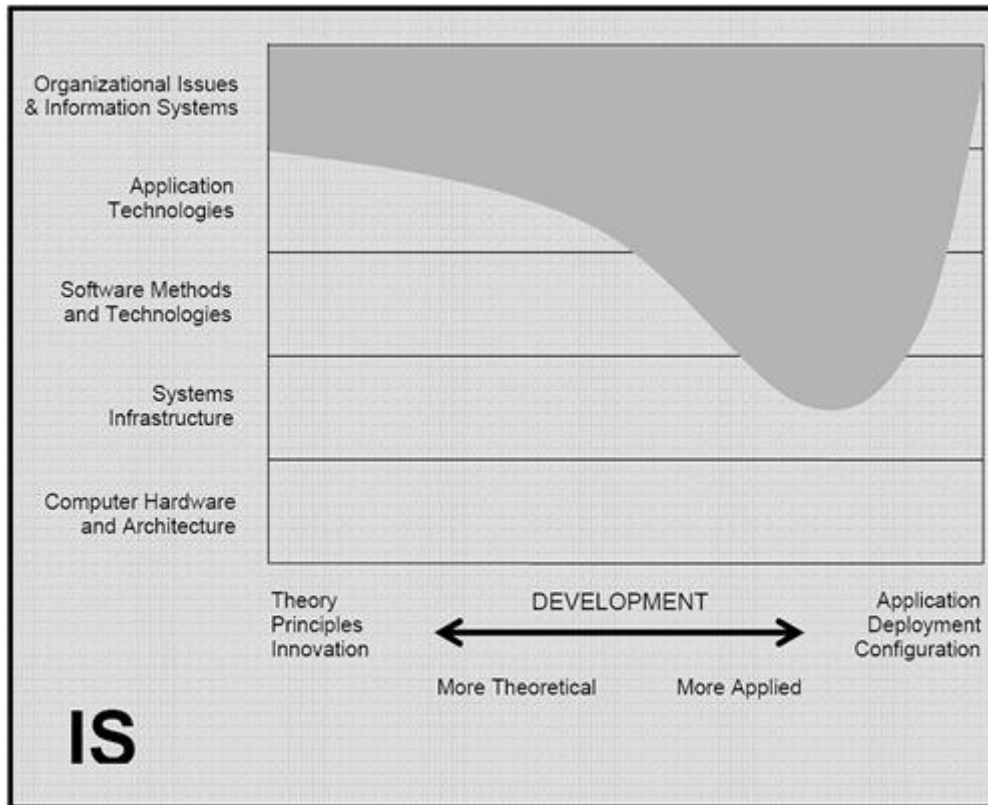 Organizational Issues
& Information Systems
Application
Technologies
Software Methods
and Technologies
Systems
Infrastructure
Computer Hardware
and Architecture
Theory
Principles
Innovation
DEVELOPMENT
More Theoretical
More Applied
Application
Deployment
Configuration
IS